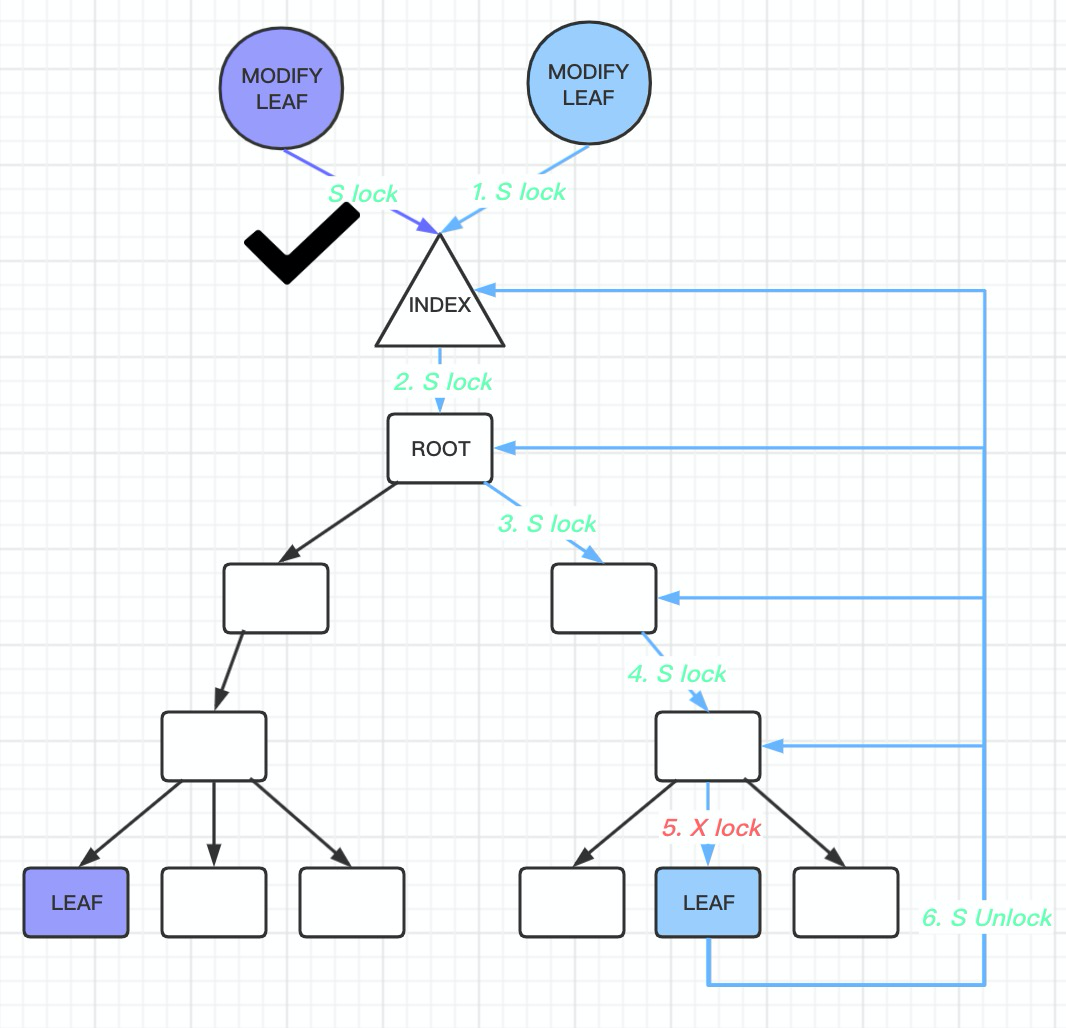 MODIFY
LEAF
MODIFY
LEAF
S lock
1. S lock
INDEX
2. S lock
ROOT
3. S lock
4. S lock
5. X lock
LEAF
LEAF
6. S Unlock